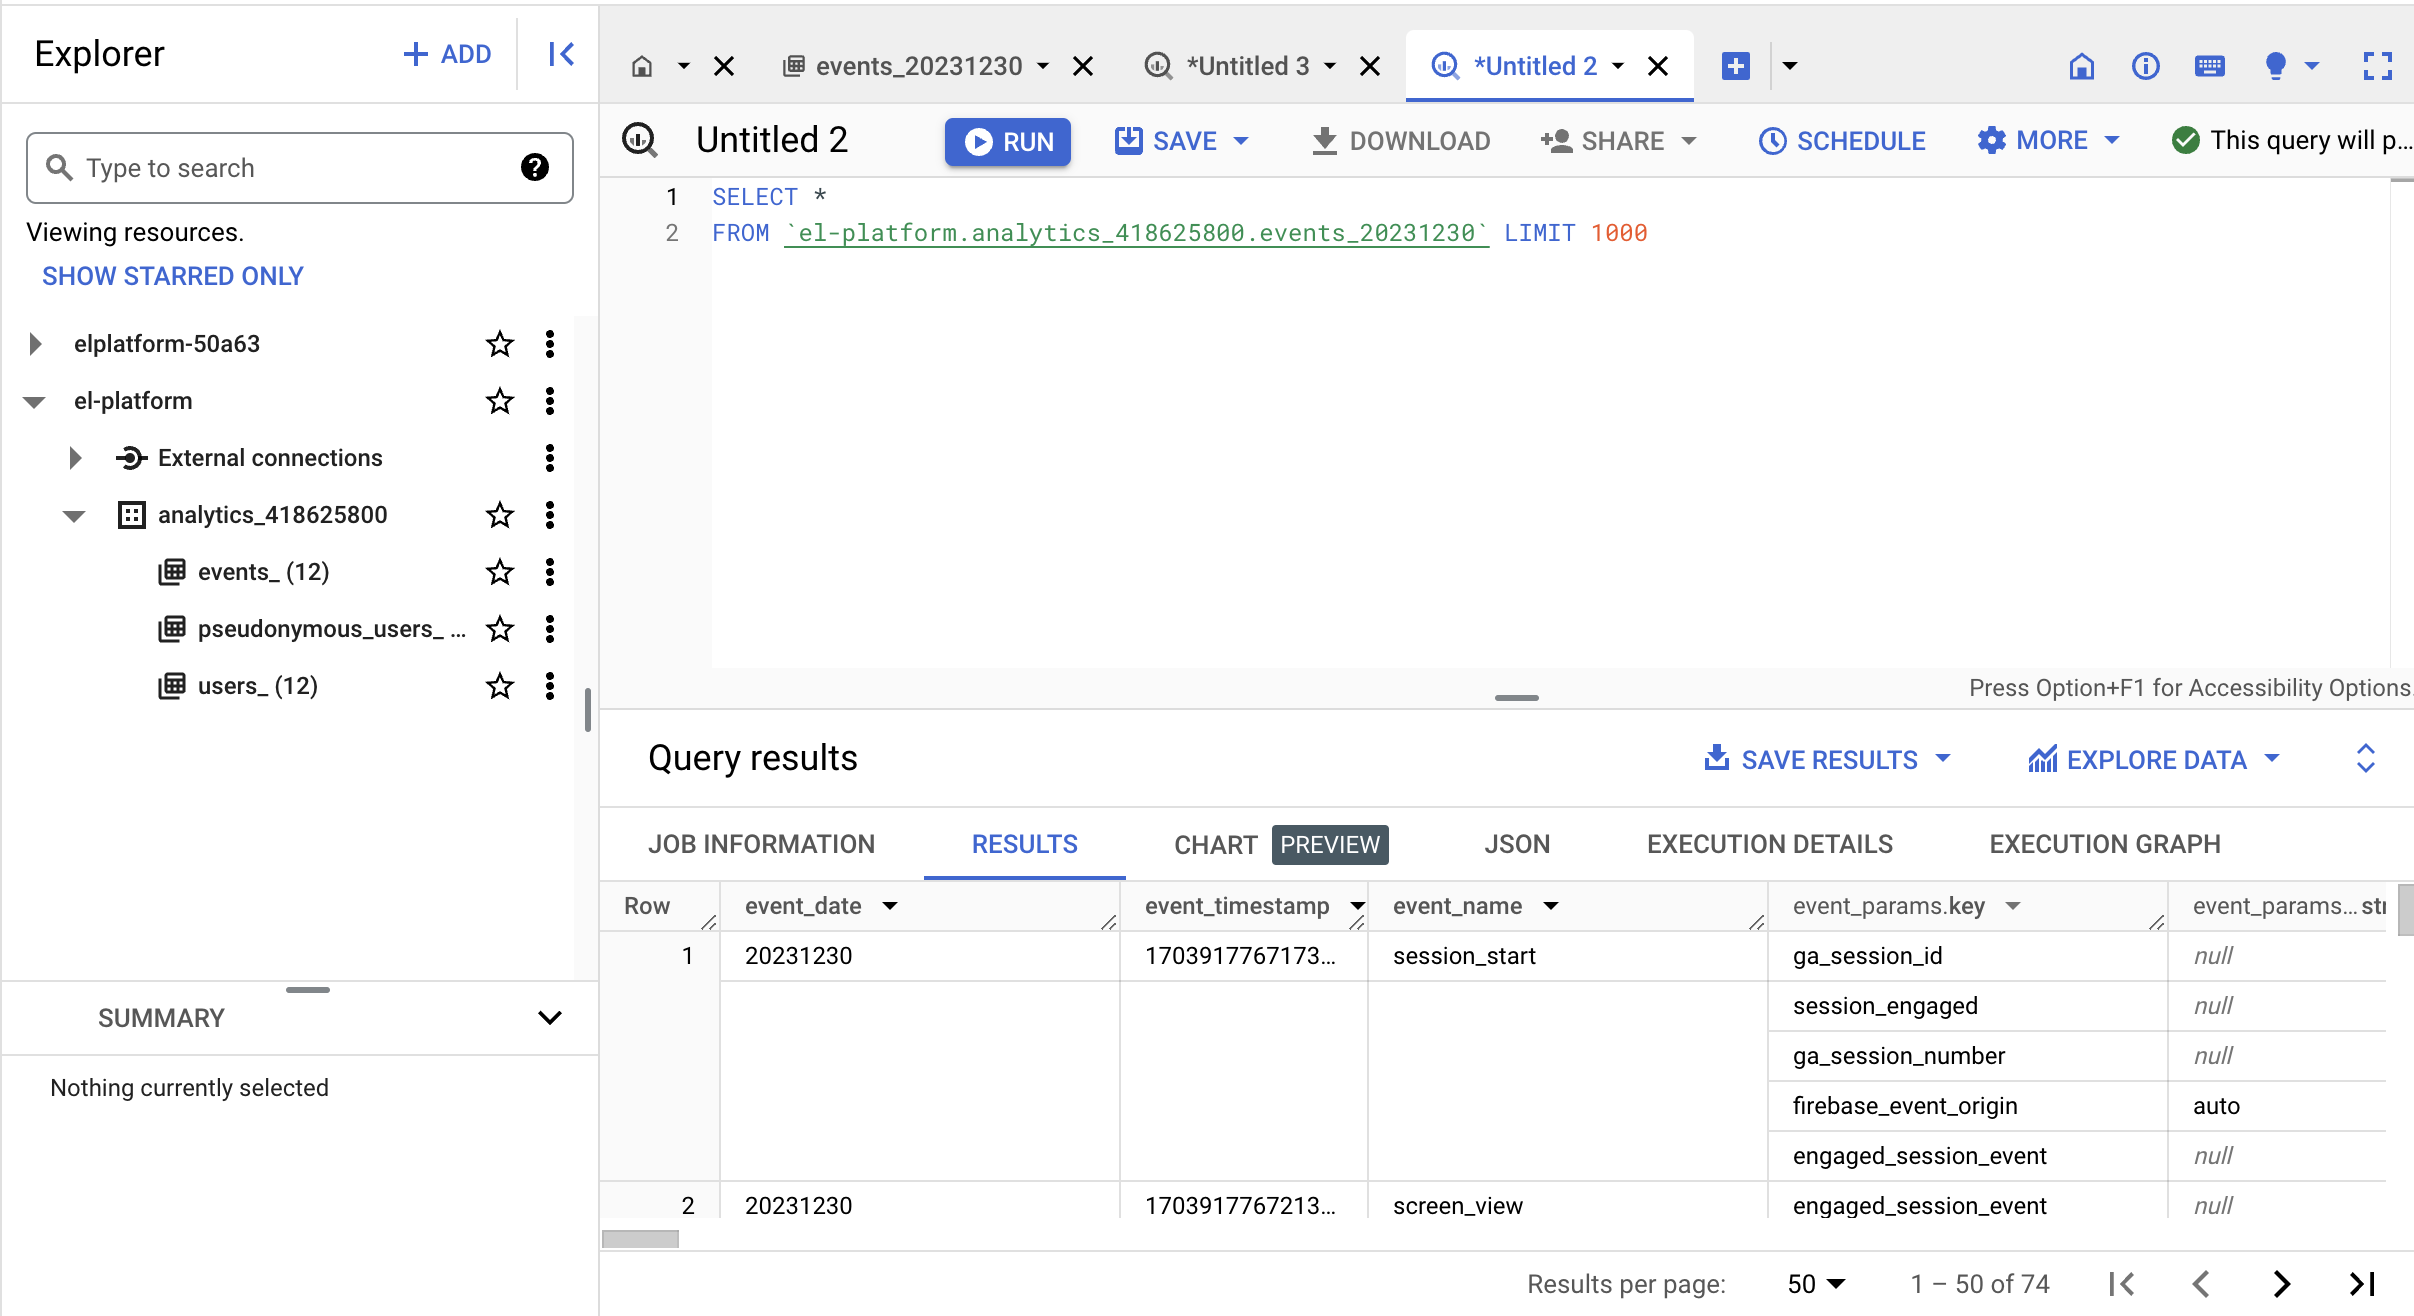 Explorer
+ ADD
Type to search
Viewing resources.
SHOW STARRED ONLY
elplatform-50a63
el-platform
External connections
analytics_418625800
events_ (12)
pseudonymous_users_ ...
users_ (12)
SUMMARY
Nothing currently selected
events_20231230
*Untitled 3
*Untitled 2
Untitled 2
RUN
SAVE
DOWNLOAD
SHARE
SCHEDULE
MORE
This query will p...
1 SELECT *
2 FROM `el-platform.analytics_418625800.events_20231230` LIMIT 1000
Press Option+F1 for Accessibility Options.
Query results
SAVE RESULTS
EXPLORE DATA
JOB INFORMATION
RESULTS
CHART PREVIEW
JSON
EXECUTION DETAILS
EXECUTION GRAPH
Row event_date event_timestamp event_name event_params.key event_params... str
1 20231230 1703917767173... session_start ga_session_id null
session_engaged null
ga_session_number null
firebase_event_origin auto
engaged_session_event null
2 20231230 1703917767213... screen_view engaged_session_event null
Results per page: 50 1 – 50 of 74